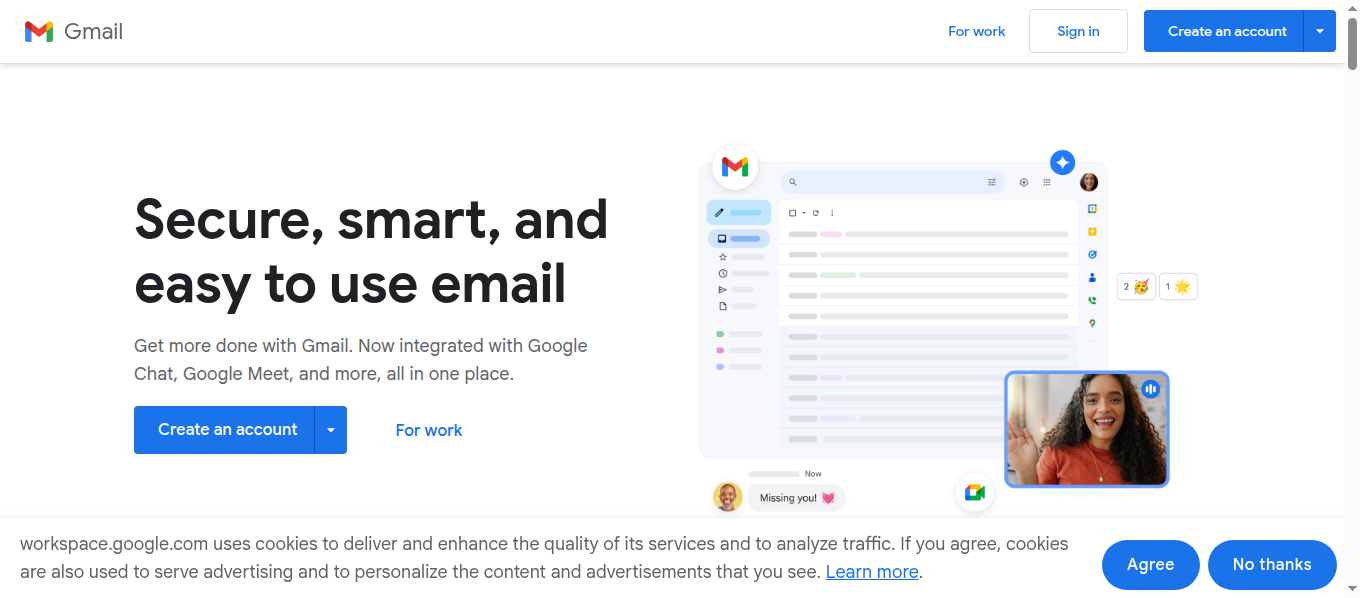 Gmail
For work
Sign in
Create an account
Secure, smart, and
easy to use email
Get more done with Gmail. Now integrated with Google
Chat, Google Meet, and more, all in one place.
Create an account
For work
2 🥳
1 🌟
Now
Missing you! 💓
workspace.google.com uses cookies to deliver and enhance the quality of its services and to analyze traffic. If you agree, cookies
are also used to serve advertising and to personalize the content and advertisements that you see. Learn more.
Agree
No thanks